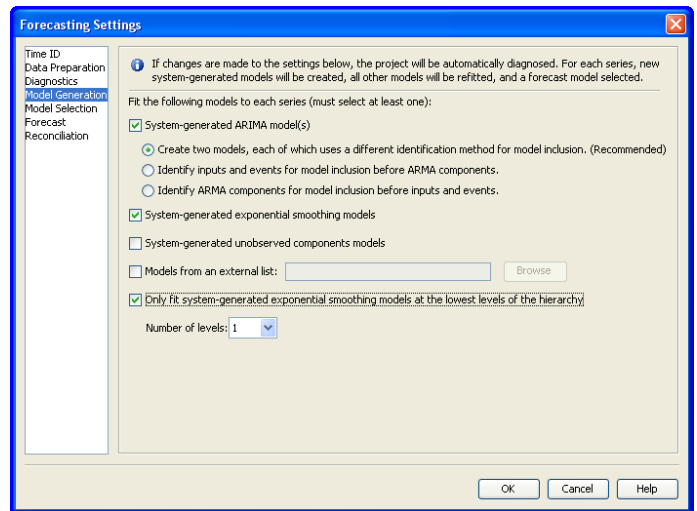 Forecasting Settings
Time ID
Data Preparation
Diagnostics
Model Generation
Model Selection
Forecast
Reconciliation
If changes are made to the settings below, the project will be automatically diagnosed. For each series, new
system-generated models will be created, all other models will be refitted, and a forecast model selected.
Fit the following models to each series (must select at least one):
System-generated ARIMA model(s)
Create two models, each of which uses a different identification method for model inclusion. (Recommended)
Identify inputs and events for model inclusion before ARMA components.
Identify ARMA components for model inclusion before inputs and events.
System-generated exponential smoothing models
System-generated unobserved components models
Models from an external list:
Browse
Only fit system-generated exponential smoothing models at the lowest levels of the hierarchy
Number of levels: 1
OK
Cancel
Help